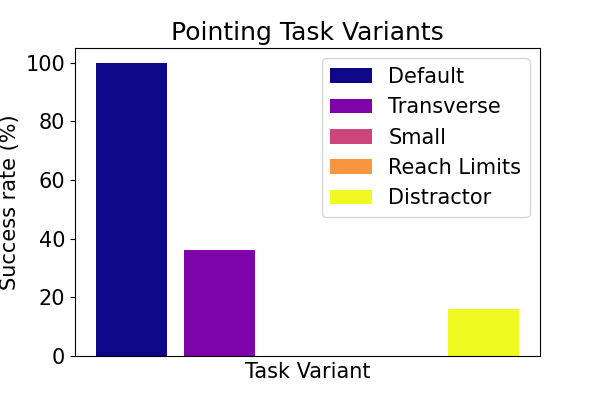 Pointing Task Variants
Success rate (%)
100
80
60
40
20
0
Default
Transverse
Small
Reach Limits
Distractor
Task Variant